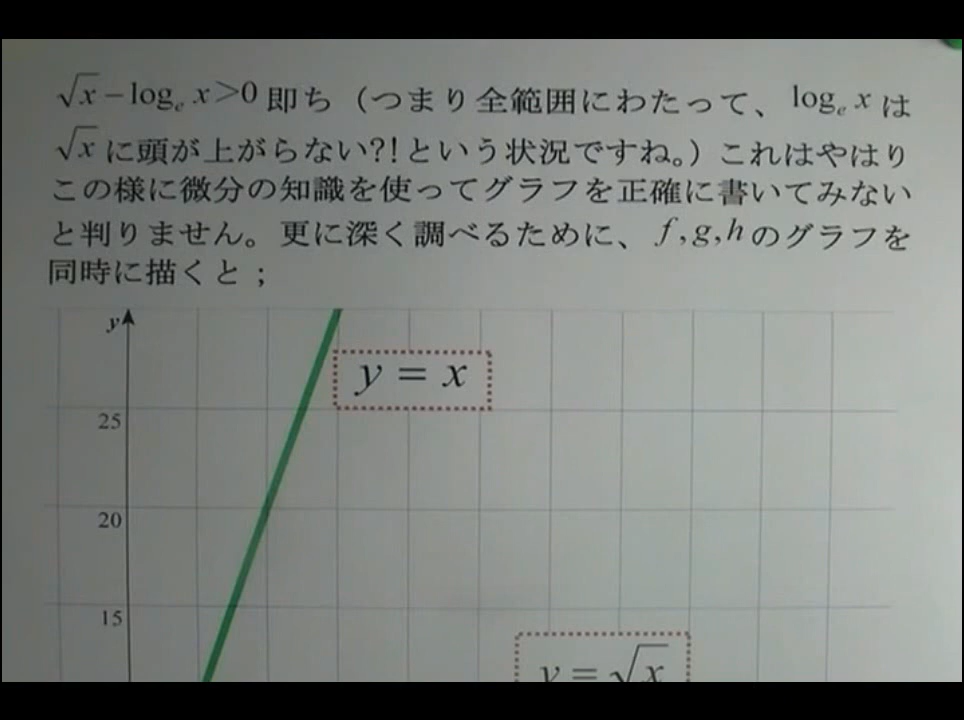 √x − logₑ x>0 即ち（つまり全範囲にわたって、logₑ x は
√x に頭が上がらない?!という状況ですね。）これはやはり
この様に微分の知識を使ってグラフを正確に書いてみない
と判りません。更に深く調べるために、f,g,hのグラフを
同時に描くと；
y
y = x
25
20
15
y = √x